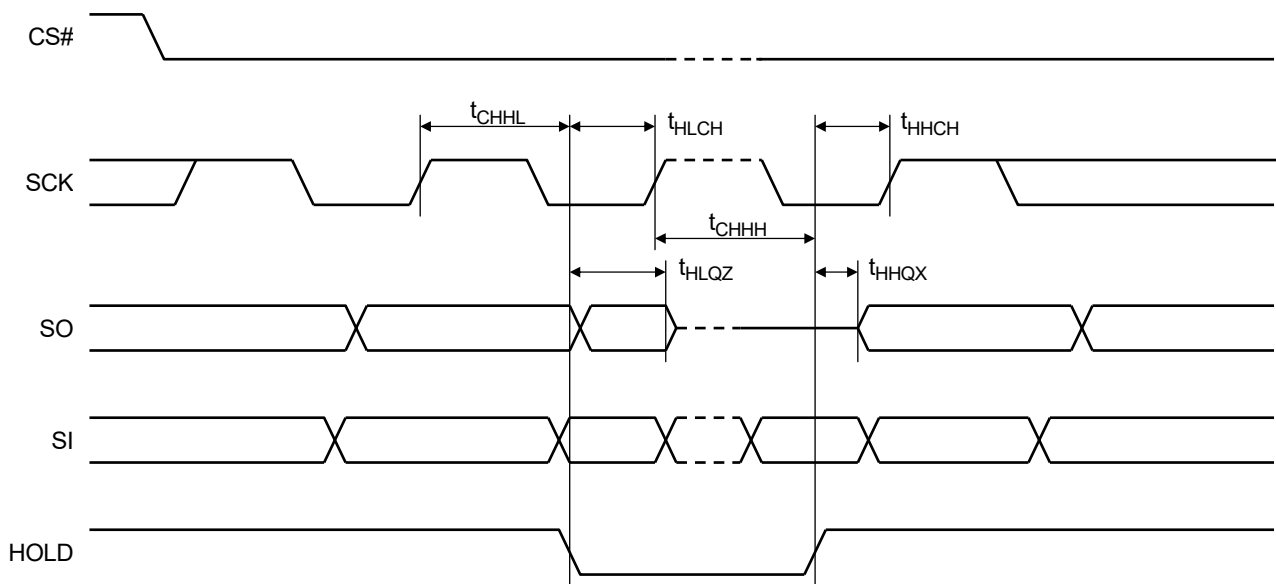 CS#
tCHHL
tHLCH
tHHCH
SCK
tCHHH
tHLQZ
tHHQX
SO
SI
HOLD